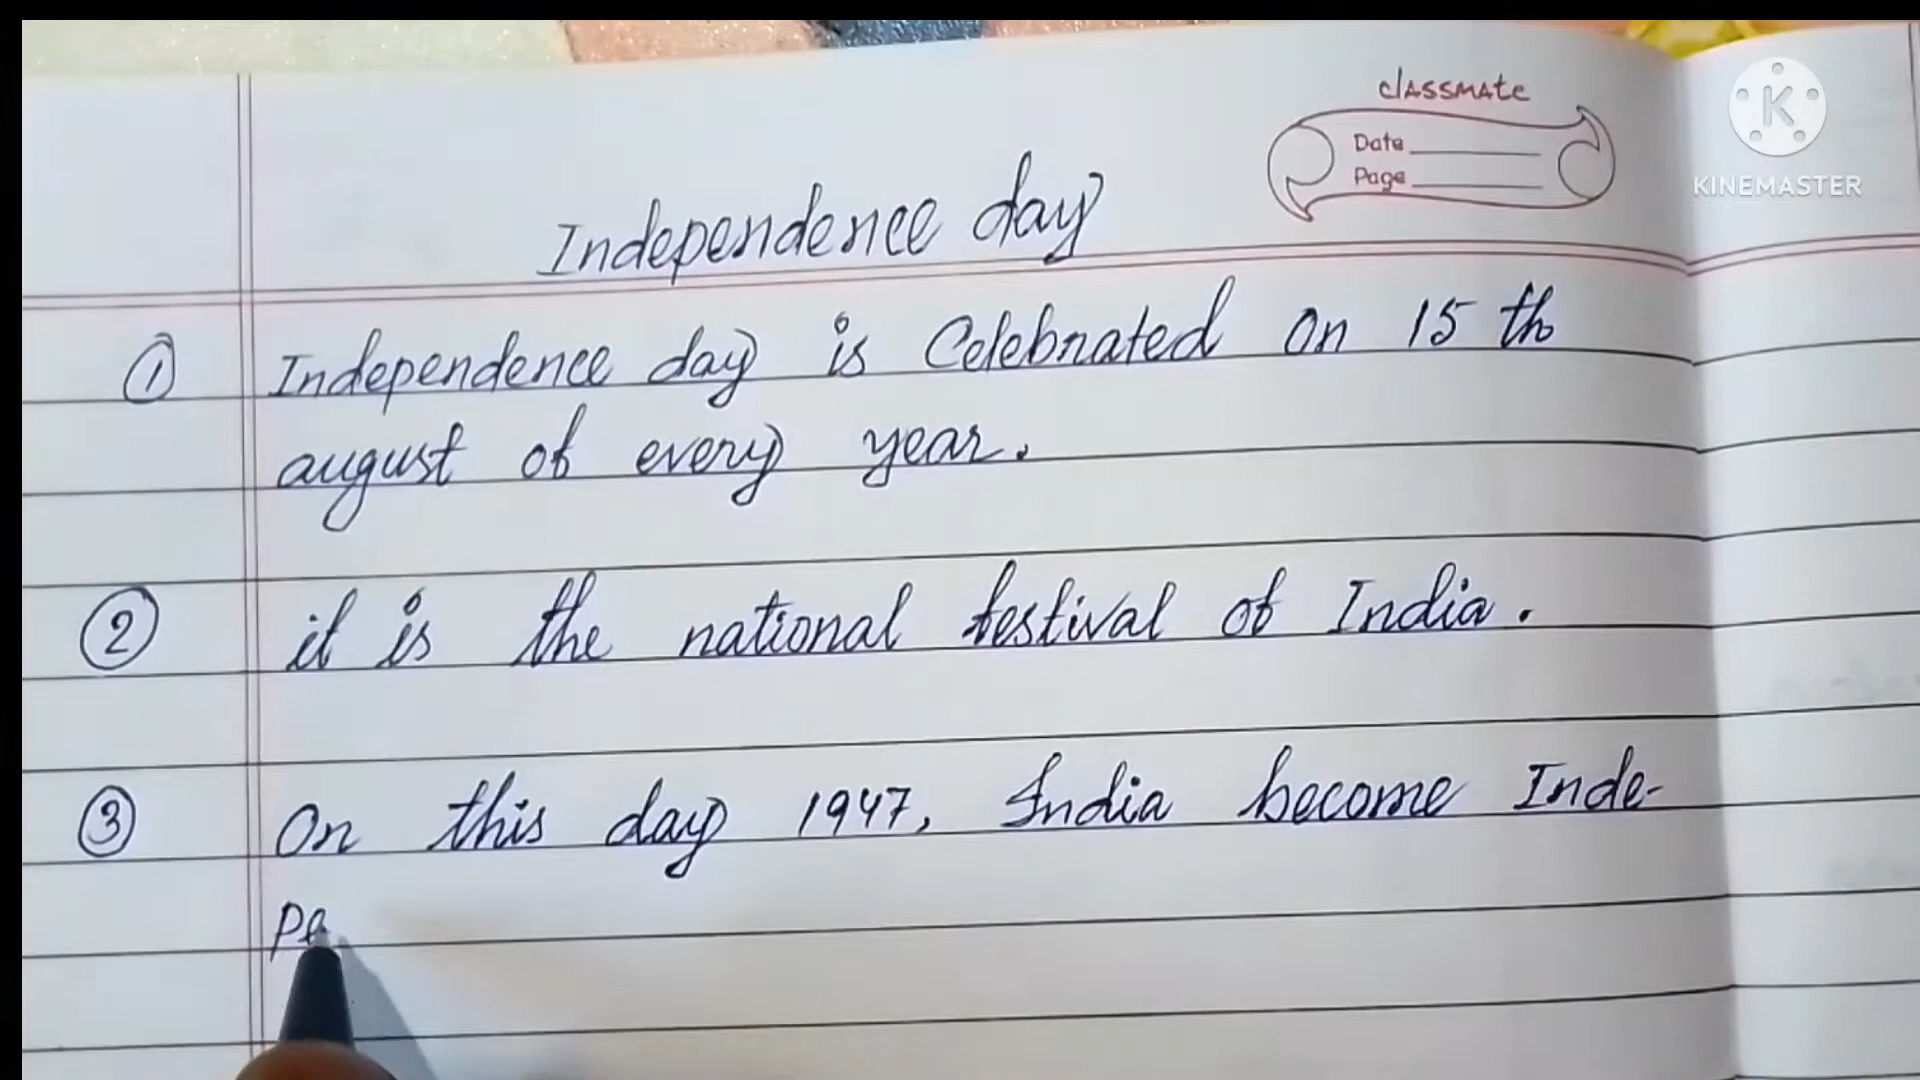 classmate
Date
Page
KINEMASTER
Independence day
① Independence day is Celebrated on 15 th
august of every year.
② it is the national festival of India.
③ On this day 1947, India become Inde-
pe